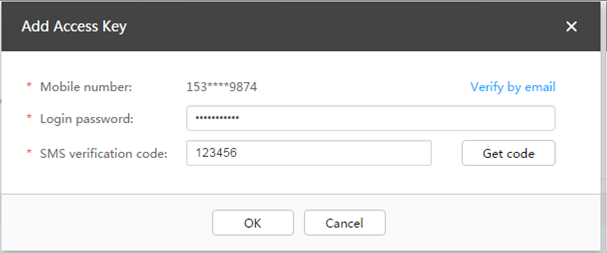 Add Access Key
* Mobile number: 153****9874 Verify by email
* Login password: •••••••••••
* SMS verification code: 123456 Get code
OK Cancel